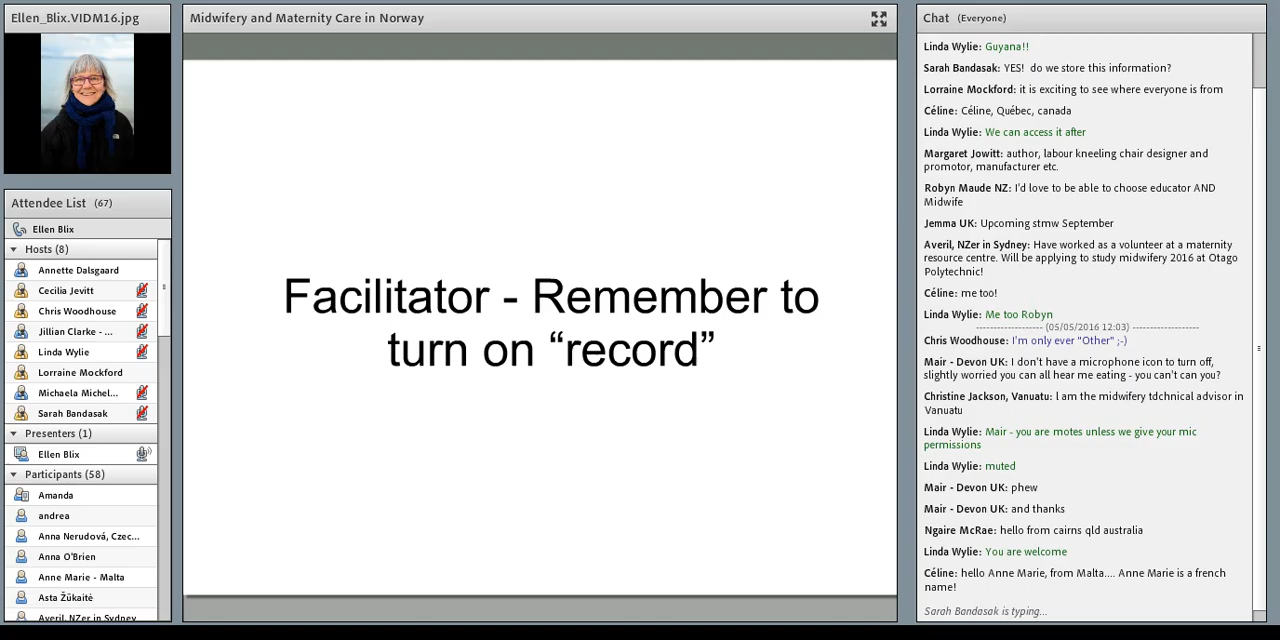 Ellen_Blix.VIDM16.jpg
Attendee List (67)
Ellen Blix
Hosts (8)
Annette Dalsgaard
Cecilia Jevitt
Chris Woodhouse
Jillian Clarke - ...
Linda Wylie
Lorraine Mockford
Michaela Michel...
Sarah Bandasak
Presenters (1)
Ellen Blix
Participants (58)
Amanda
andrea
Anna Nerudová, Czec...
Anna O'Brien
Anne Marie - Malta
Asta Žūkaitė
Averil, NZer in Sydney
Midwifery and Maternity Care in Norway
Facilitator - Remember to
turn on “record”
Chat (Everyone)
Linda Wylie: Guyana!!
Sarah Bandasak: YES! do we store this information?
Lorraine Mockford: it is exciting to see where everyone is from
Céline: Céline, Québec, canada
Linda Wylie: We can access it after
Margaret Jowitt: author, labour kneeling chair designer and
promotor, manufacturer etc.
Robyn Maude NZ: I'd love to be able to choose educator AND
Midwife
Jemma UK: Upcoming stmw September
Averil, NZer in Sydney: Have worked as a volunteer at a maternity
resource centre. Will be applying to study midwifery 2016 at Otago
Polytechnic!
Céline: me too!
Linda Wylie: Me too Robyn
------------------- (05/05/2016 12:03) -------------------
Chris Woodhouse: I'm only ever "Other" ;-)
Mair - Devon UK: I don't have a microphone icon to turn off,
slightly worried you can all hear me eating - you can't can you?
Christine Jackson, Vanuatu: l am the midwifery tdchnical advisor in
Vanuatu
Linda Wylie: Mair - you are motes unless we give your mic
permissions
Linda Wylie: muted
Mair - Devon UK: phew
Mair - Devon UK: and thanks
Ngaire McRae: hello from cairns qld australia
Linda Wylie: You are welcome
Céline: hello Anne Marie, from Malta.... Anne Marie is a french
name!
Sarah Bandasak is typing...